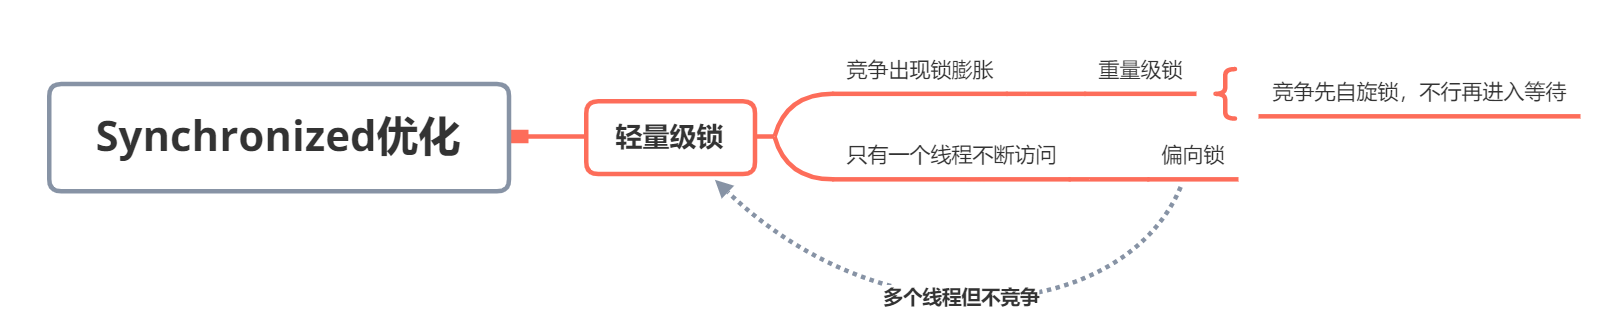 Synchronized优化
轻量级锁
竞争出现锁膨胀
重量级锁
竞争先自旋锁，不行再进入等待
只有一个线程不断访问
偏向锁
多个线程但不竞争